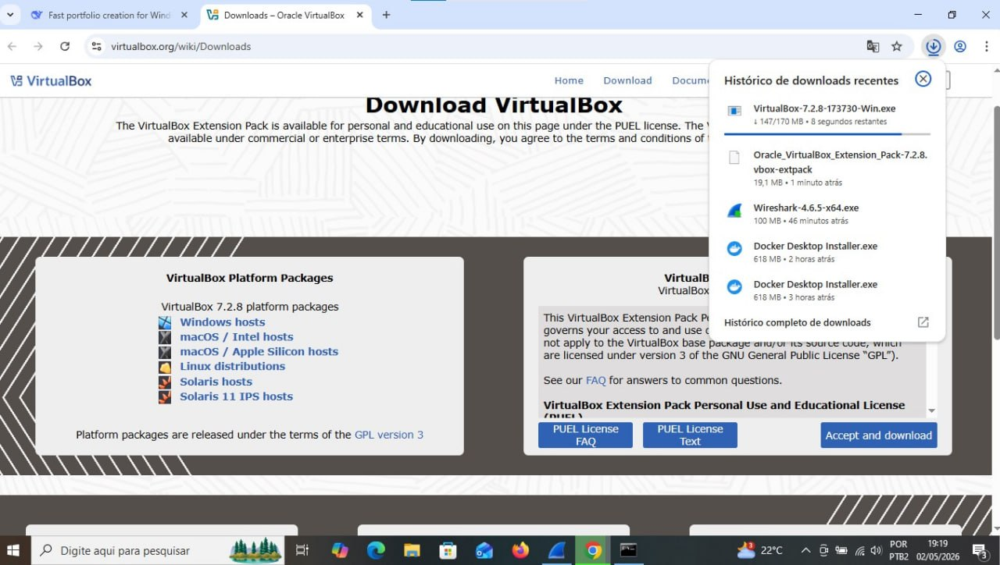 Fast portfolio creation for Wind
Downloads – Oracle VirtualBox
virtualbox.org/wiki/Downloads
VirtualBox
Home
Download
Docume
Download VirtualBox
The VirtualBox Extension Pack is available for personal and educational use on this page under the PUEL license. The V
available under commercial or enterprise terms. By downloading, you agree to the terms and conditions of
Histórico de downloads recentes
VirtualBox-7.2.8-173730-Win.exe
↓ 147/170 MB • 8 segundos restantes
Oracle_VirtualBox_Extension_Pack-7.2.8.
vbox-extpack
19,1 MB • 1 minuto atrás
Wireshark-4.6.5-x64.exe
100 MB • 46 minutos atrás
Docker Desktop Installer.exe
618 MB • 2 horas atrás
Docker Desktop Installer.exe
618 MB • 3 horas atrás
Histórico completo de downloads
VirtualBox Platform Packages
VirtualBox 7.2.8 platform packages
Windows hosts
macOS / Intel hosts
macOS / Apple Silicon hosts
Linux distributions
Solaris hosts
Solaris 11 IPS hosts
Platform packages are released under the terms of the GPL version 3
VirtualB
VirtualBox
This VirtualBox Extension Pack Pe
governs your access to and use o
not apply to the VirtualBox base package and/or its source code, which
are licensed under version 3 of the GNU General Public License “GPL”).
See our FAQ for answers to common questions.
VirtualBox Extension Pack Personal Use and Educational License
(PUEL)
PUEL License
FAQ
PUEL License
Text
Accept and download
Digite aqui para pesquisar
3
22°C
POR
PTB2
19:19
02/05/2026
3